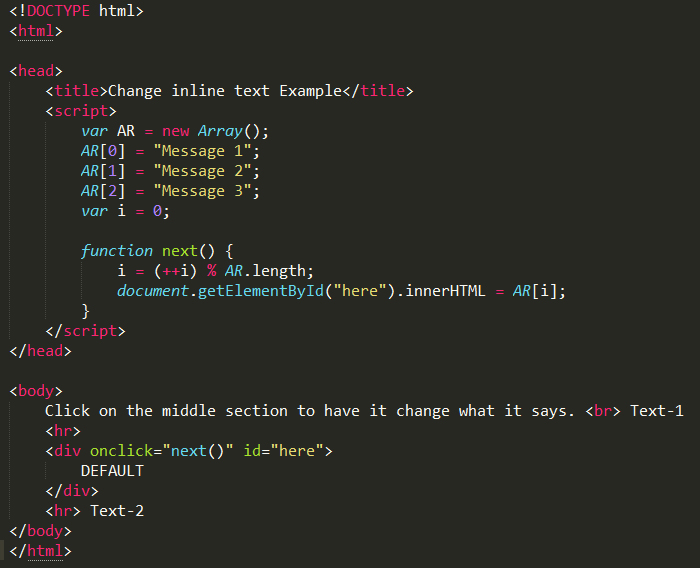 <!DOCTYPE html>
<html>
<head>
<title>Change inline text Example</title>
<script>
var AR = new Array();
AR[0] = "Message 1";
AR[1] = "Message 2";
AR[2] = "Message 3";
var i = 0;
function next() {
i = (++i) % AR.length;
document.getElementById("here").innerHTML = AR[i];
}
</script>
</head>
<body>
Click on the middle section to have it change what it says. <br> Text-1
<hr>
<div onclick="next()" id="here">
DEFAULT
</div>
<hr> Text-2
</body>
</html>